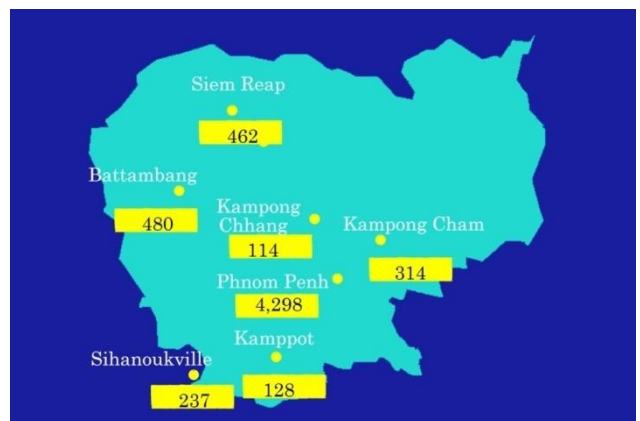 Siem Reap
462
Battambang
480
Kampong
Chhang
114
Kampong Cham
314
Phnom Penh
4,298
Kamppot
128
Sihanoukville
237